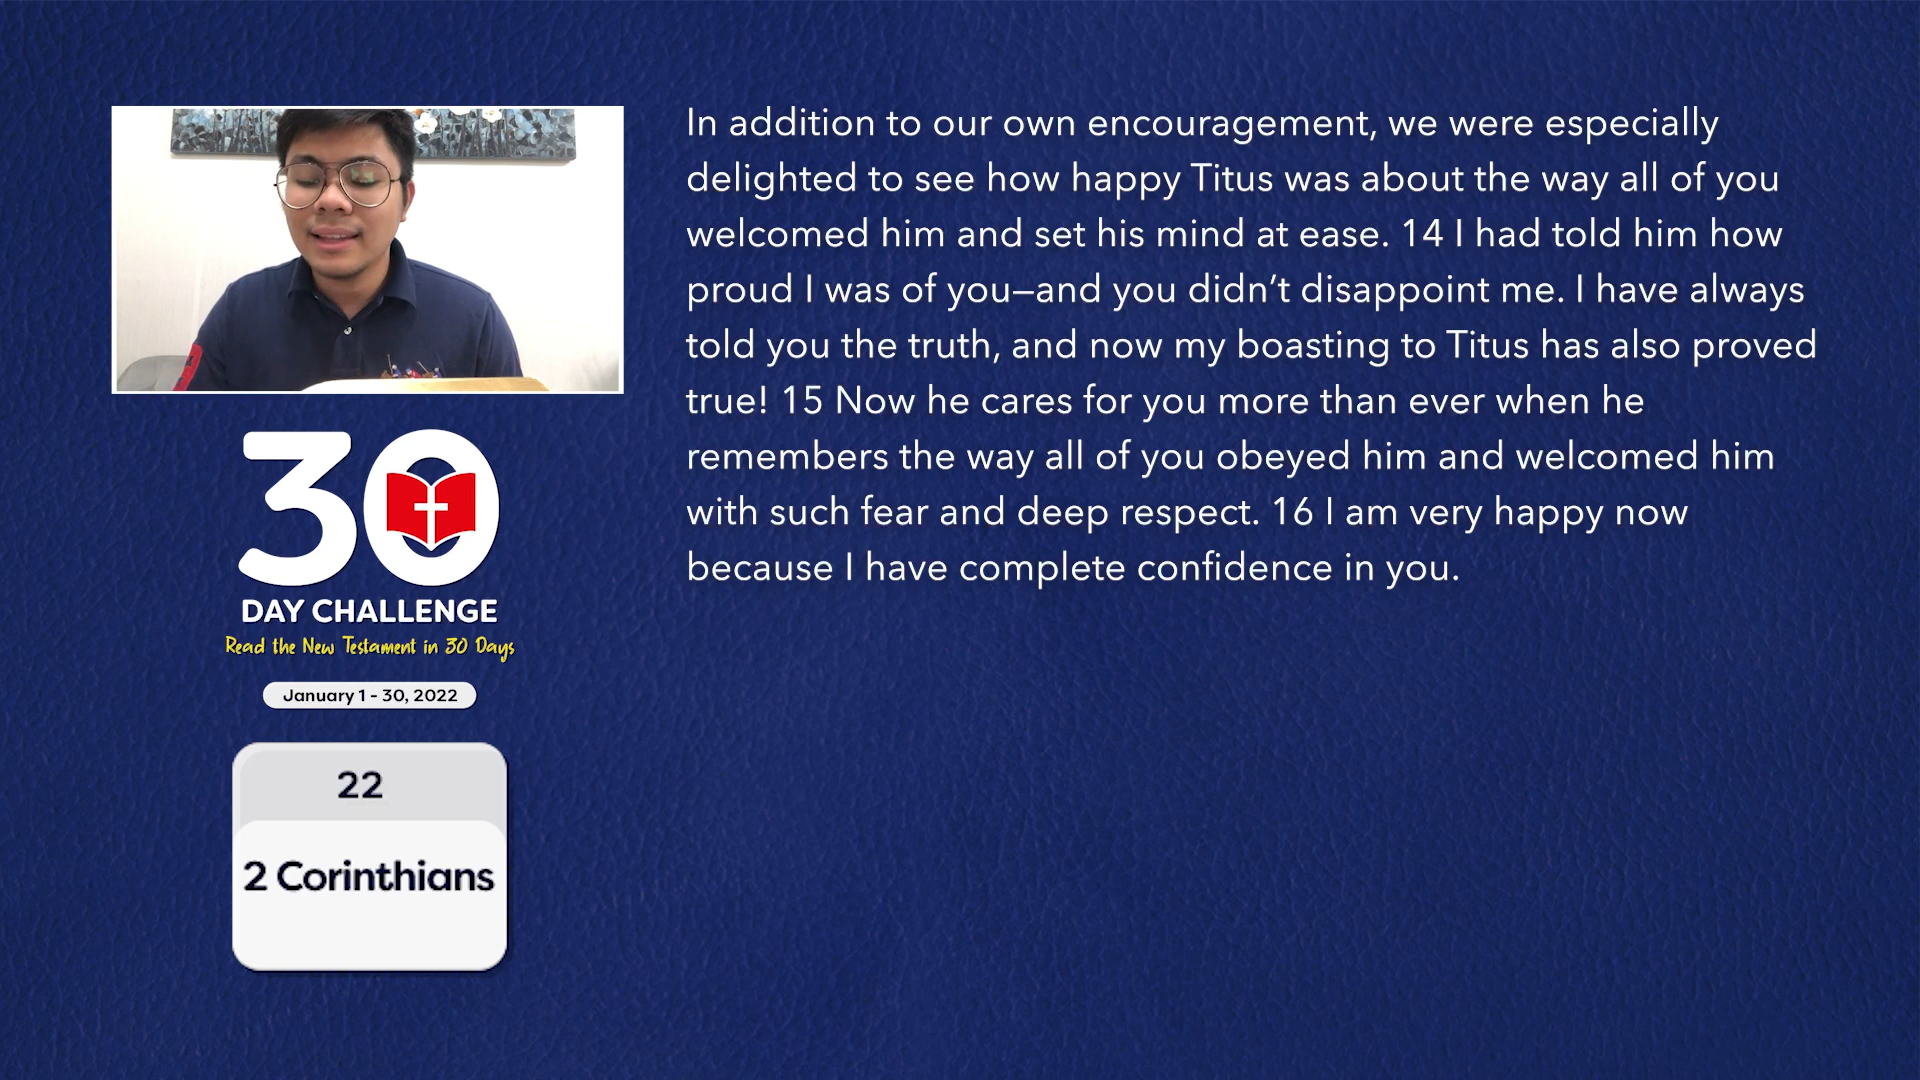 In addition to our own encouragement, we were especially
delighted to see how happy Titus was about the way all of you
welcomed him and set his mind at ease. 14 I had told him how
proud I was of you—and you didn’t disappoint me. I have always
told you the truth, and now my boasting to Titus has also proved
true! 15 Now he cares for you more than ever when he
remembers the way all of you obeyed him and welcomed him
with such fear and deep respect. 16 I am very happy now
because I have complete confidence in you.
30
DAY CHALLENGE
Read the New Testament in 30 Days
January 1 - 30, 2022
22
2 Corinthians